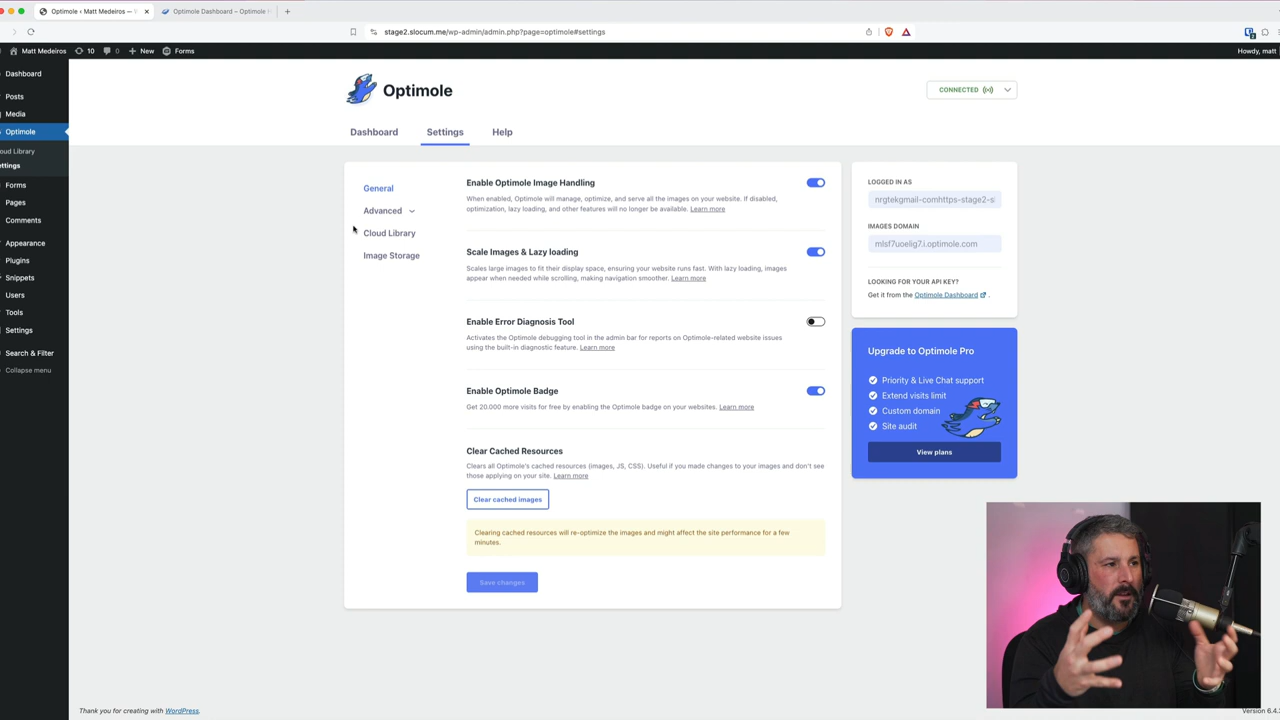 Optimole ‹ Matt Medeiros — W
Optimole Dashboard – Optimole
stage2.slocum.me/wp-admin/admin.php?page=optimole#settings
Matt Medeiros
10
0
New
Forms
Howdy, matt
Dashboard
Posts
Media
Optimole
loud Library
ettings
Forms
Pages
Comments
Appearance
Plugins
Snippets
Users
Tools
Settings
Search & Filter
Collapse menu
Optimole
CONNECTED
Dashboard
Settings
Help
General
Advanced
Cloud Library
Image Storage
Enable Optimole Image Handling
When enabled, Optimole will manage, optimize, and serve all the images on your website. If disabled,
optimization, lazy loading, and other features will no longer be available. Learn more
Scale Images & Lazy loading
Scales large images to fit their display space, ensuring your website runs fast. With lazy loading, images
appear when needed while scrolling, making navigation smoother. Learn more
Enable Error Diagnosis Tool
Activates the Optimole debugging tool in the admin bar for reports on Optimole-related website issues
using the built-in diagnostic feature. Learn more
Enable Optimole Badge
Get 20.000 more visits for free by enabling the Optimole badge on your websites. Learn more
Clear Cached Resources
Clears all Optimole's cached resources (images, JS, CSS). Useful if you made changes to your images and don't see
those applying on your site. Learn more
Clear cached images
Clearing cached resources will re-optimize the images and might affect the site performance for a few
minutes.
Save changes
LOGGED IN AS
nrgtekgmail-comhttps-stage2-s
IMAGES DOMAIN
mlsf7uoelig7.i.optimole.com
LOOKING FOR YOUR API KEY?
Get it from the Optimole Dashboard .
Upgrade to Optimole Pro
Priority & Live Chat support
Extend visits limit
Custom domain
Site audit
View plans
Thank you for creating with WordPress.
Version 6.4.